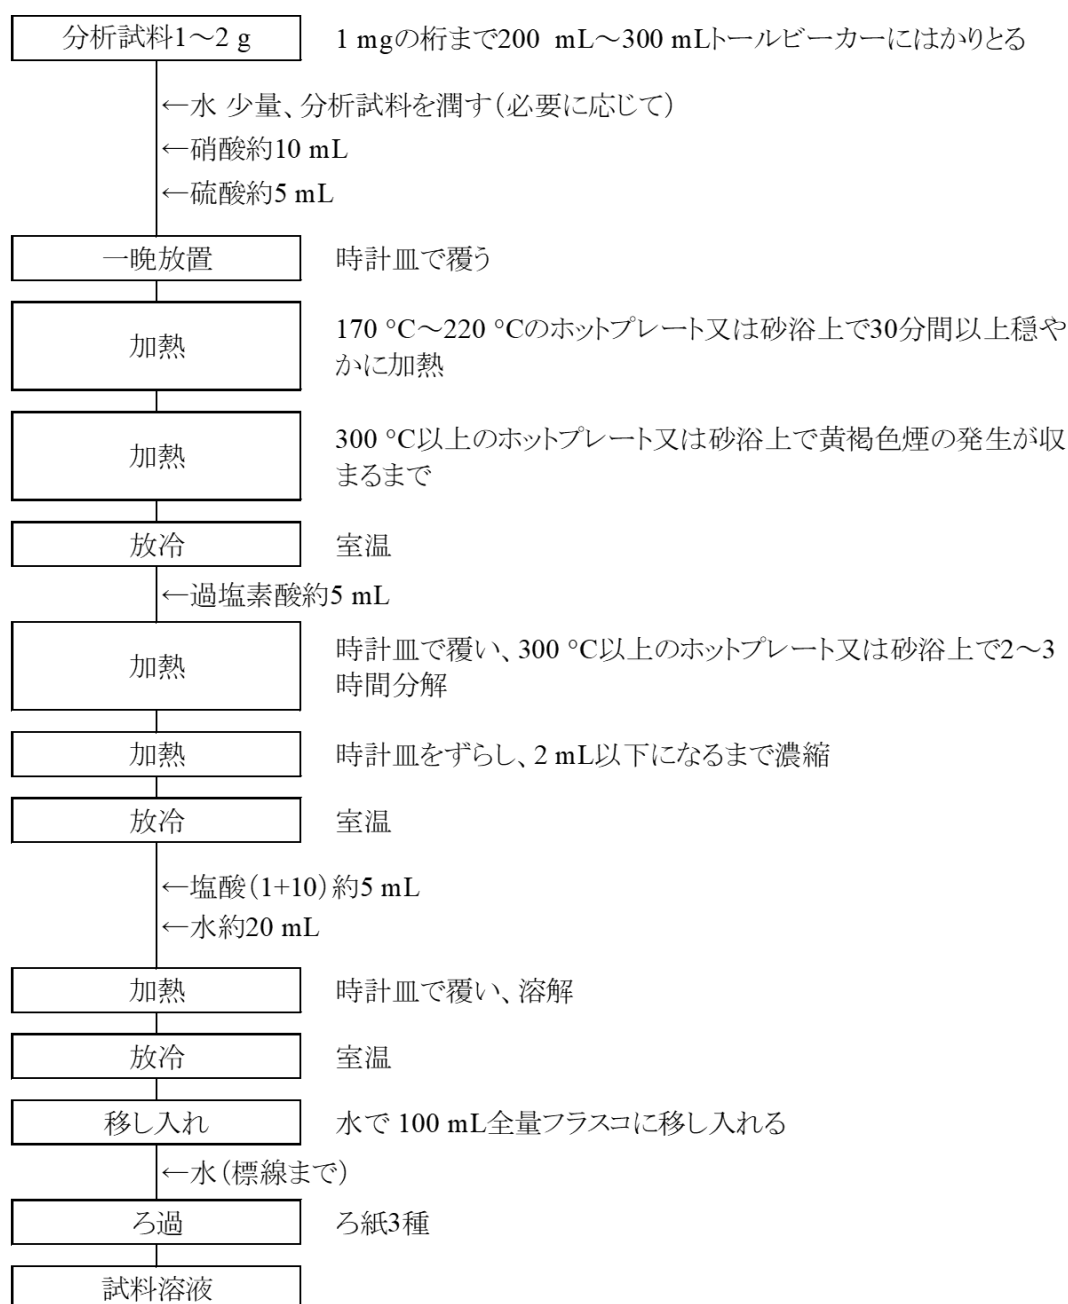 分析試料1～2 g 1 mgの桁まで200 mL～300 mLトールビーカーにはかりとる
←水 少量、分析試料を潤す（必要に応じて）
←硝酸約10 mL
←硫酸約5 mL
一晩放置 時計皿で覆う
加熱 170 °C～220 °Cのホットプレート又は砂浴上で30分間以上穏や
かに加熱
加熱 300 °C以上のホットプレート又は砂浴上で黄褐色煙の発生が収
まるまで
放冷 室温
←過塩素酸約5 mL
加熱 時計皿で覆い、300 °C以上のホットプレート又は砂浴上で2～3
時間分解
加熱 時計皿をずらし、2 mL以下になるまで濃縮
放冷 室温
←塩酸（1+10）約5 mL
←水約20 mL
加熱 時計皿で覆い、溶解
放冷 室温
移し入れ 水で 100 mL全量フラスコに移し入れる
←水（標線まで）
ろ過 ろ紙3種
試料溶液